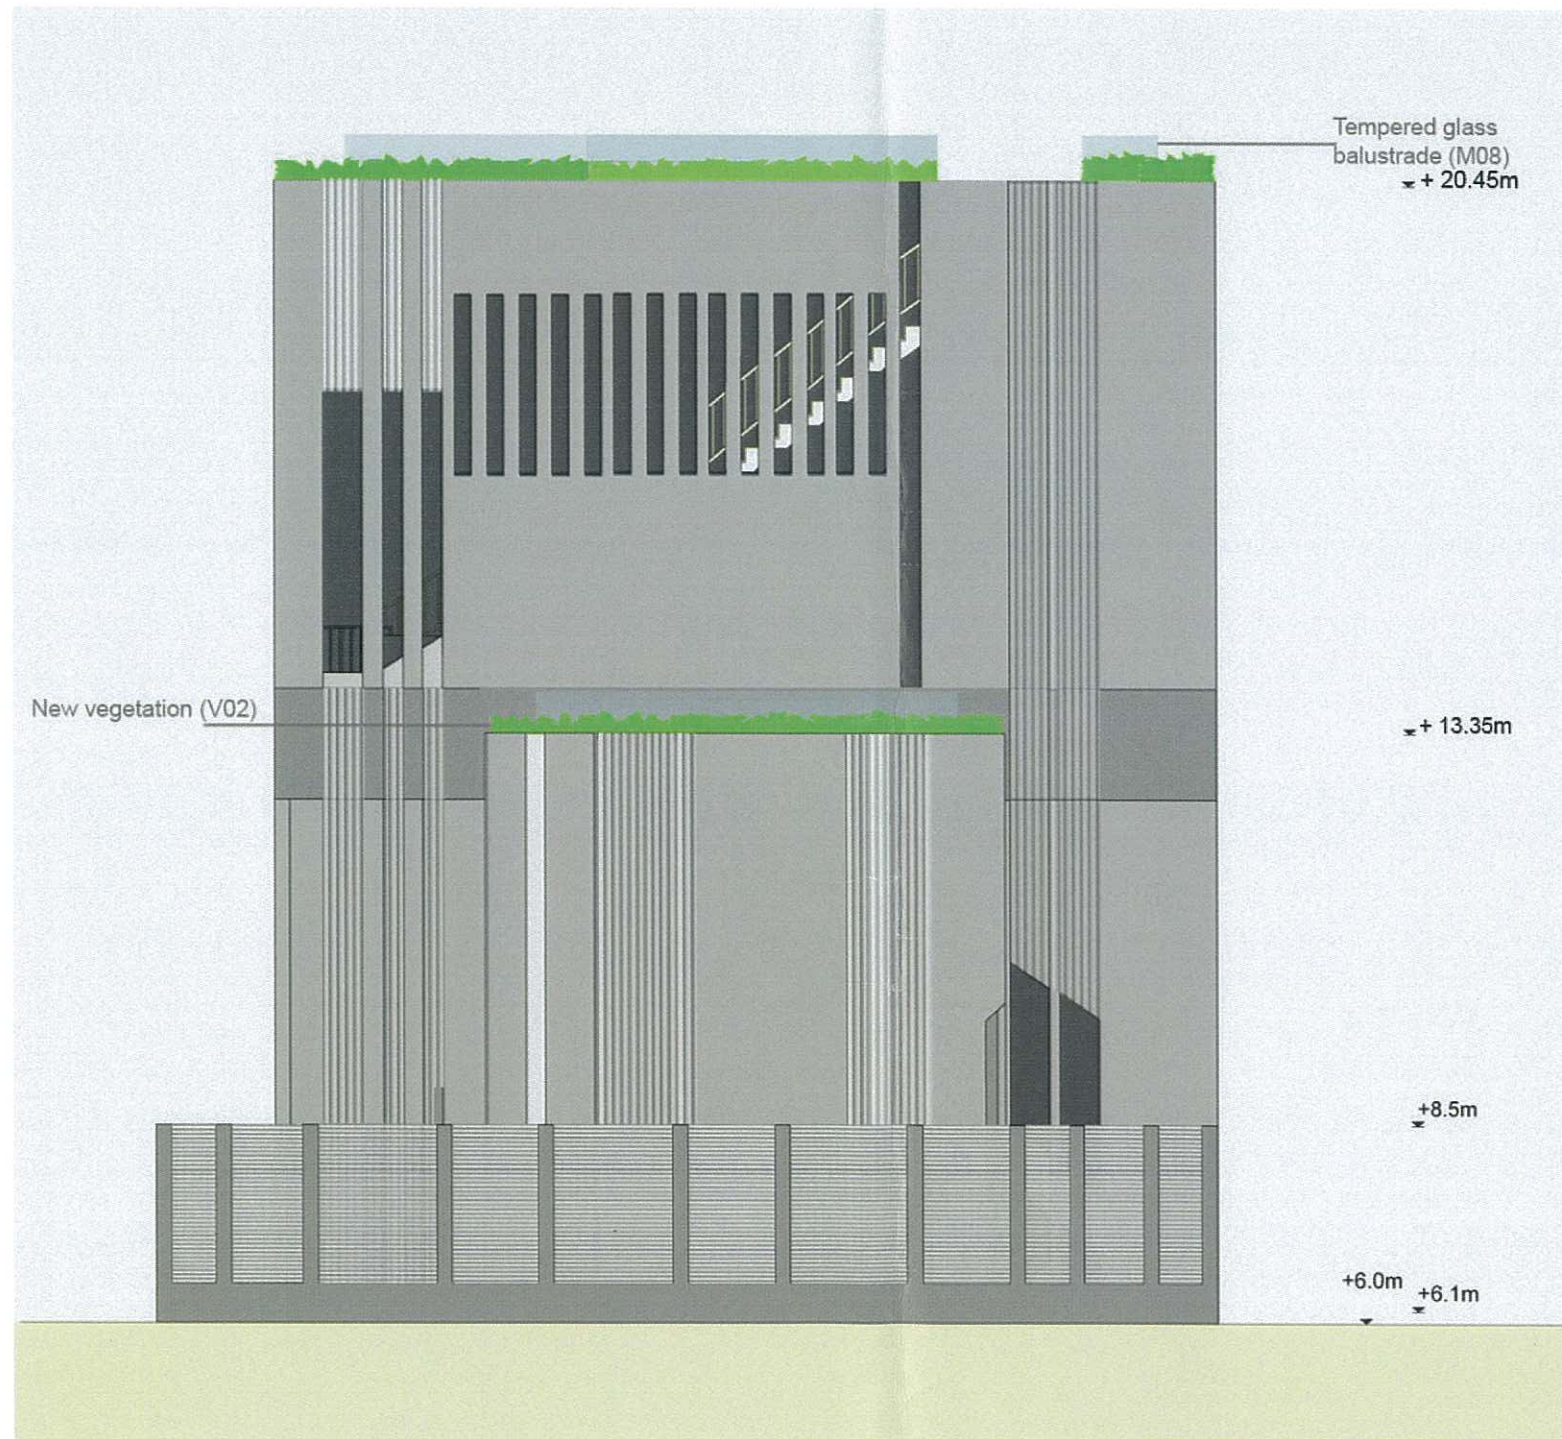 Tempered glass
balustrade (M08)
+ 20.45m
New vegetation (V02)
+ 13.35m
+8.5m
+6.0m
+6.1m